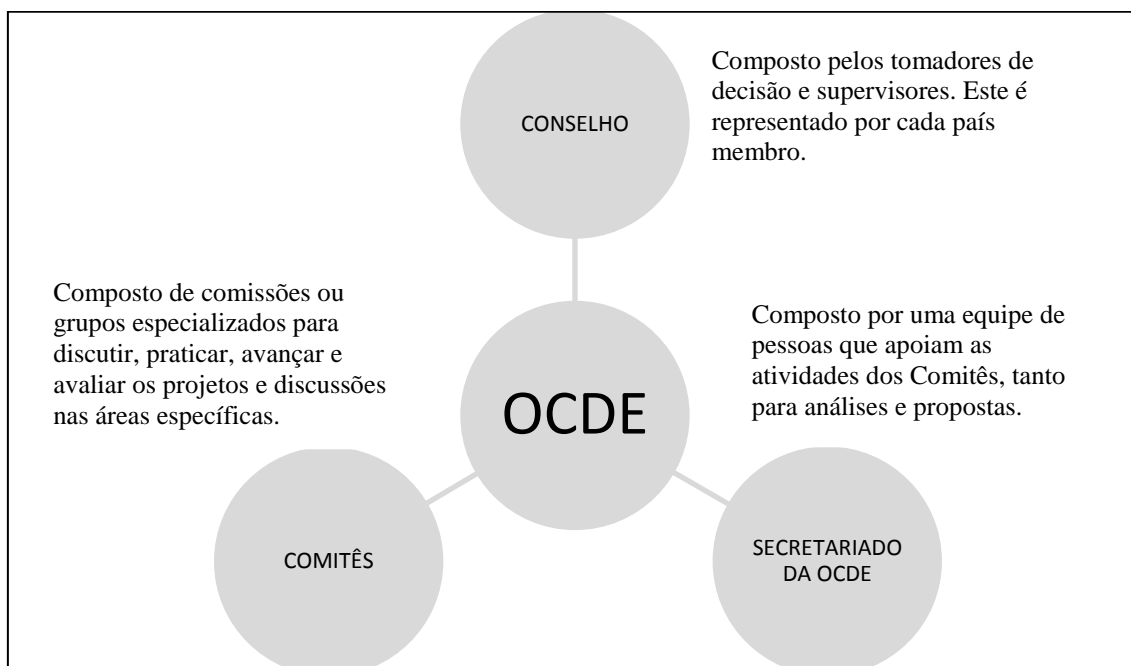 CONSELHO
Composto pelos tomadores de
decisão e supervisores. Este é
representado por cada país
membro.
Composto de comissões ou
grupos especializados para
discutir, praticar, avançar e
avaliar os projetos e discussões
nas áreas específicas.
OCDE
Composto por uma equipe de
pessoas que apoiam as
atividades dos Comitês, tanto
para análises e propostas.
COMITÊS
SECRETARIADO
DA OCDE